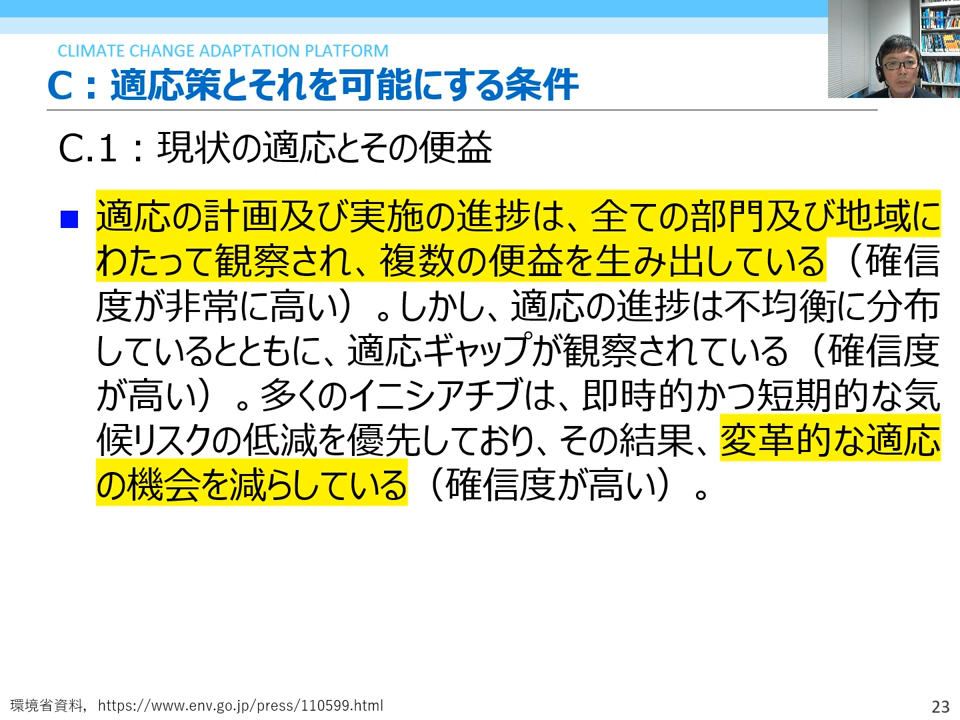 CLIMATE CHANGE ADAPTATION PLATFORM
C：適応策とそれを可能にする条件
C.1：現状の適応とその便益
適応の計画及び実施の進捗は、全ての部門及び地域に
わたって観察され、複数の便益を生み出している（確信
度が非常に高い）。しかし、適応の進捗は不均衡に分布
しているとともに、適応ギャップが観察されている（確信度
が高い）。多くのイニシアチブは、即時的かつ短期的な気
候リスクの低減を優先しており、その結果、変革的な適応
の機会を減らしている（確信度が高い）。
環境省資料，https://www.env.go.jp/press/110599.html
23